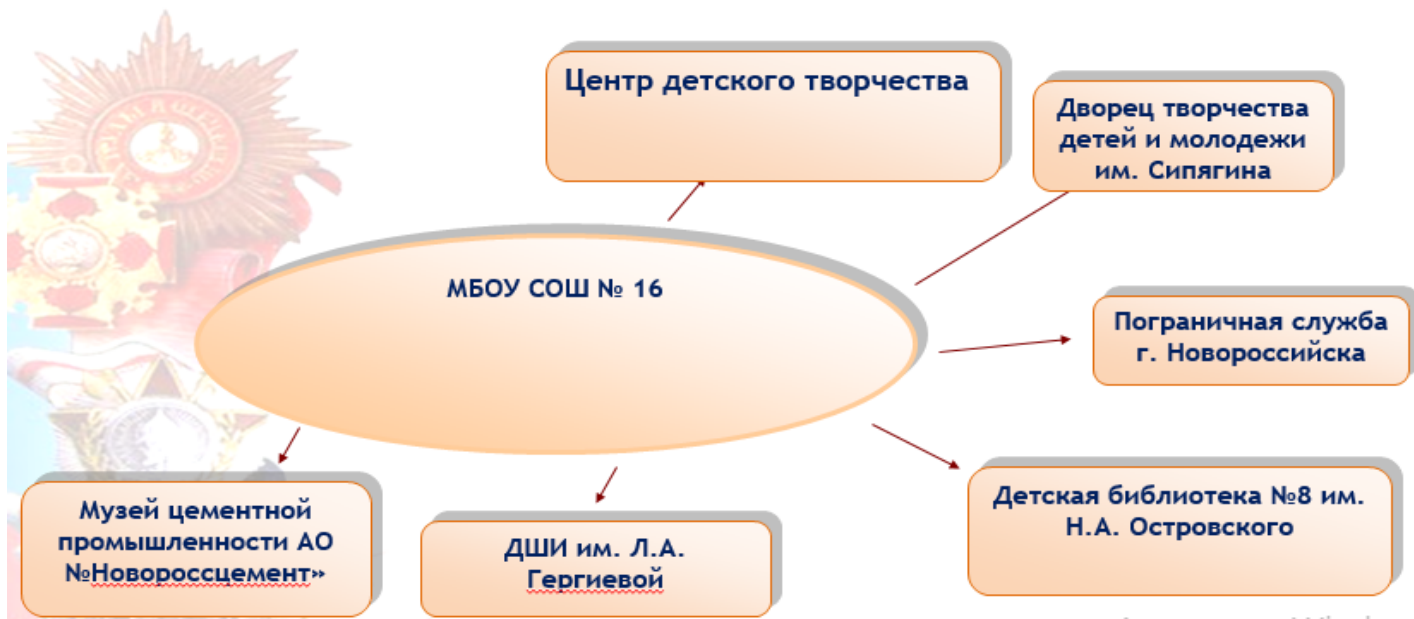 Центр детского творчества
Дворец творчества
детей и молодежи
им. Сипягина
МБОУ СОШ № 16
Пограничная служба
г. Новороссийска
Детская библиотека №8 им.
Н.А. Островского
Музей цементной
промышленности АО
№Новороссцемент»
ДШИ им. Л.А.
Гергиевой